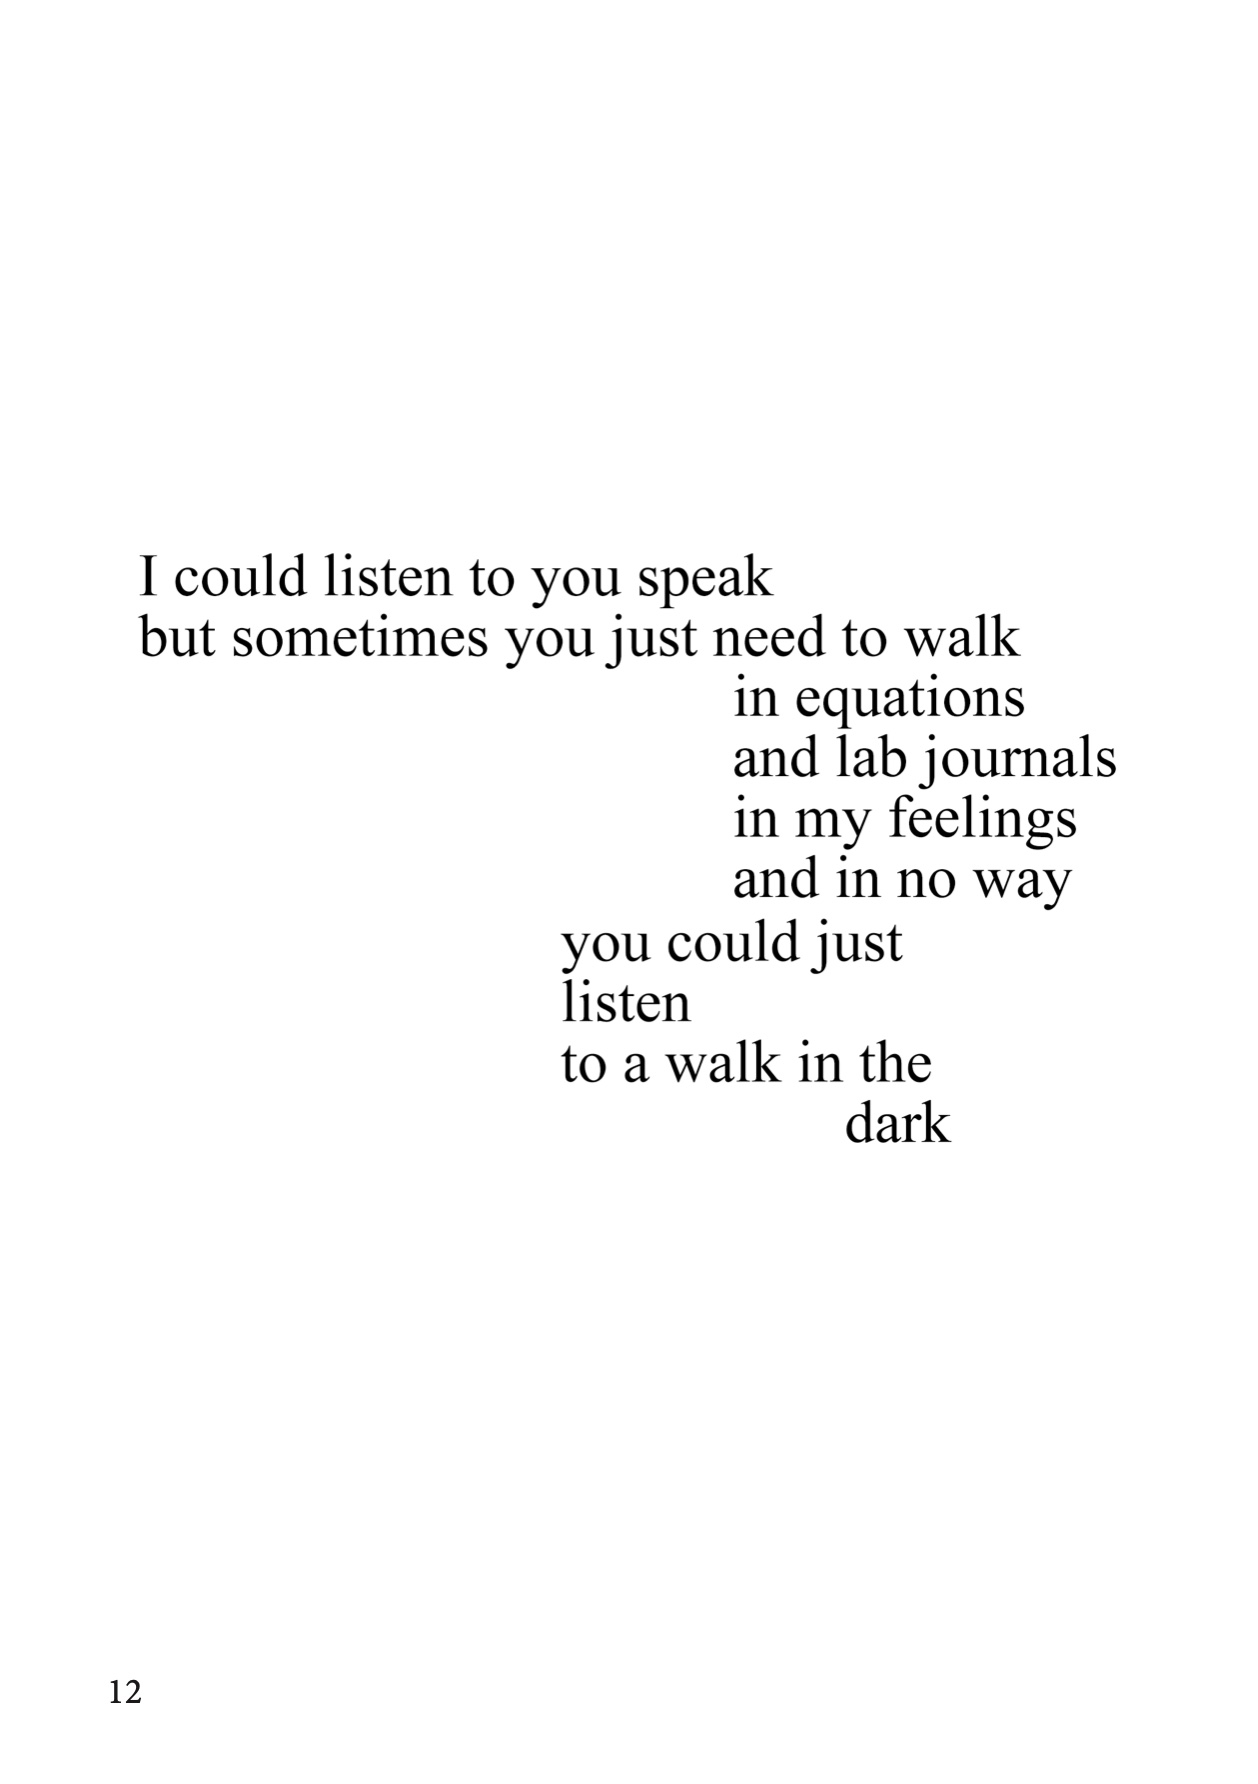 I could listen to you speak
but sometimes you just need to walk
in equations
and lab journals
in my feelings
and in no way
you could just
listen
to a walk in the
dark
12